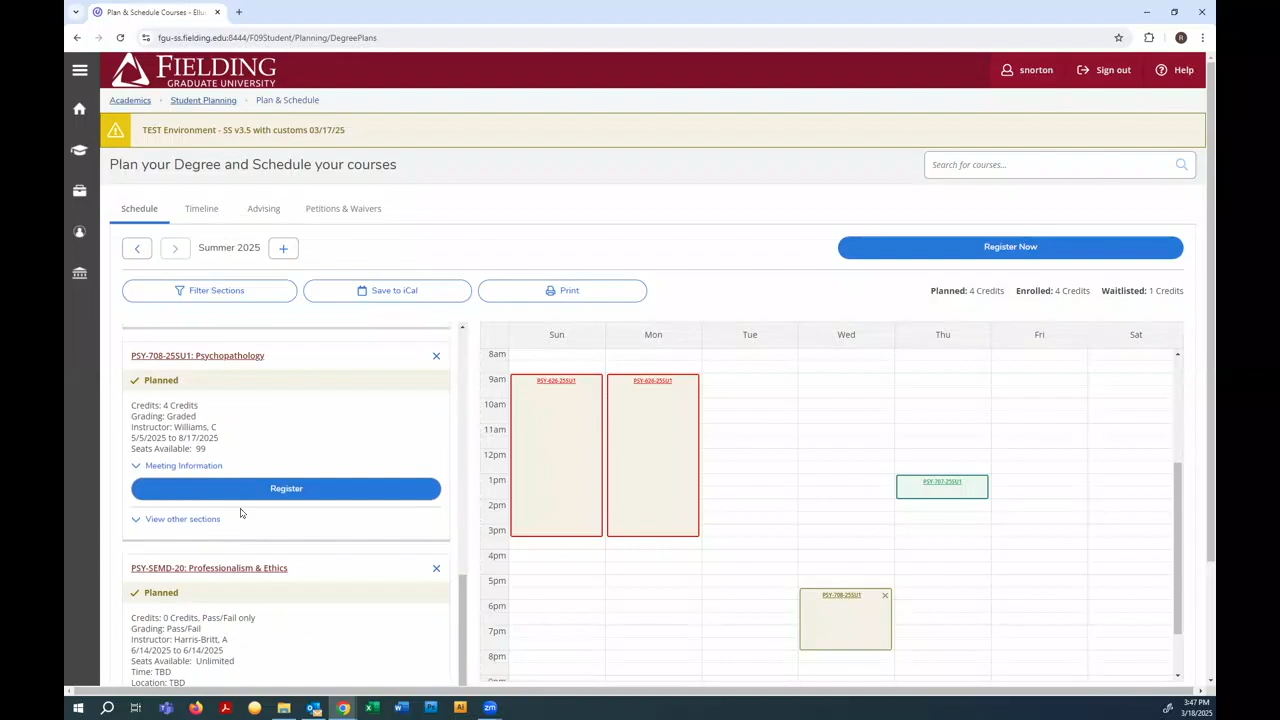 Plan & Schedule Courses - Ellu
fgu-ss.fielding.edu:8444/F09Student/Planning/DegreePlans
R
FIELDING
GRADUATE UNIVERSITY
snorton
Sign out
Help
Academics
Student Planning
Plan & Schedule
TEST Environment - SS v3.5 with customs 03/17/25
Plan your Degree and Schedule your courses
Search for courses...
Schedule
Timeline
Advising
Petitions & Waivers
Summer 2025
Register Now
Filter Sections
Save to iCal
Print
Planned: 4 Credits
Enrolled: 4 Credits
Waitlisted: 1 Credits
PSY-708-25SU1: Psychopathology
Planned
Credits: 4 Credits
Grading: Graded
Instructor: Williams, C
5/5/2025 to 8/17/2025
Seats Available: 99
Meeting Information
Register
View other sections
PSY-SEMD-20: Professionalism & Ethics
Planned
Credits: 0 Credits, Pass/Fail only
Grading: Pass/Fail
Instructor: Harris-Britt, A
6/14/2025 to 6/14/2025
Seats Available: Unlimited
Time: TBD
Location: TBD
Sun
Mon
Tue
Wed
Thu
Fri
Sat
8am
9am
10am
11am
12pm
1pm
2pm
3pm
4pm
5pm
6pm
7pm
8pm
PSY-626-25SU1
PSY-626-25SU1
PSY-707-25SU1
PSY-708-25SU1
3:47 PM
3/18/2025